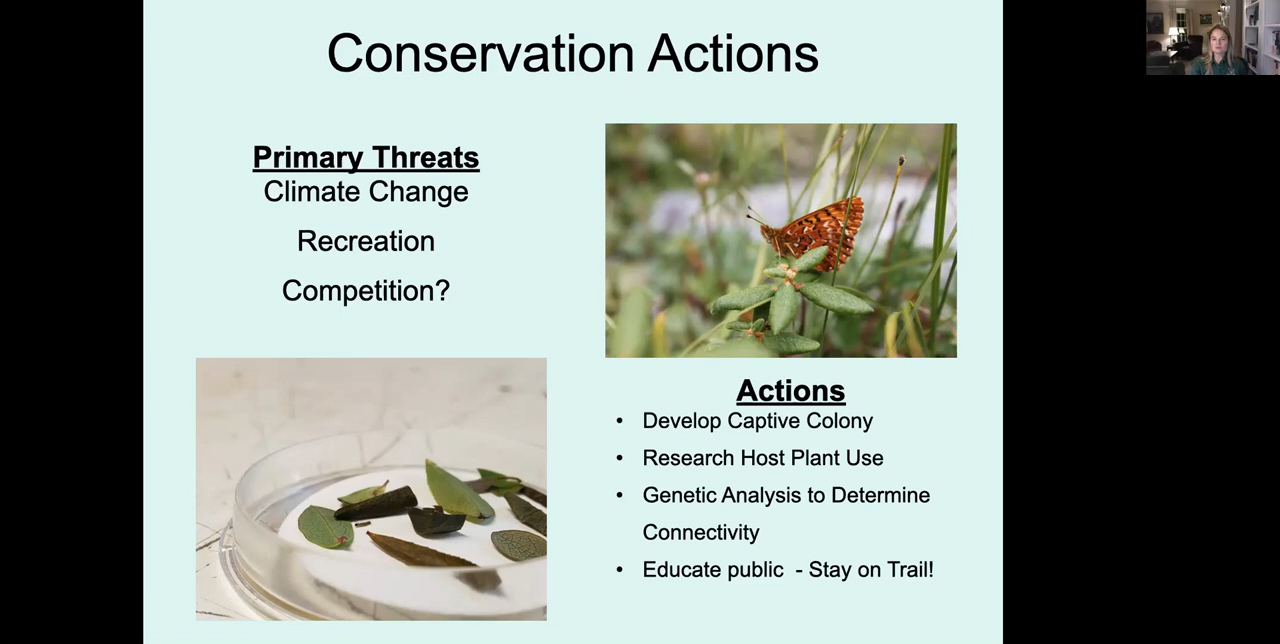 Conservation Actions
Primary Threats
Climate Change
Recreation
Competition?
Actions
• Develop Captive Colony
• Research Host Plant Use
• Genetic Analysis to Determine
Connectivity
• Educate public - Stay on Trail!